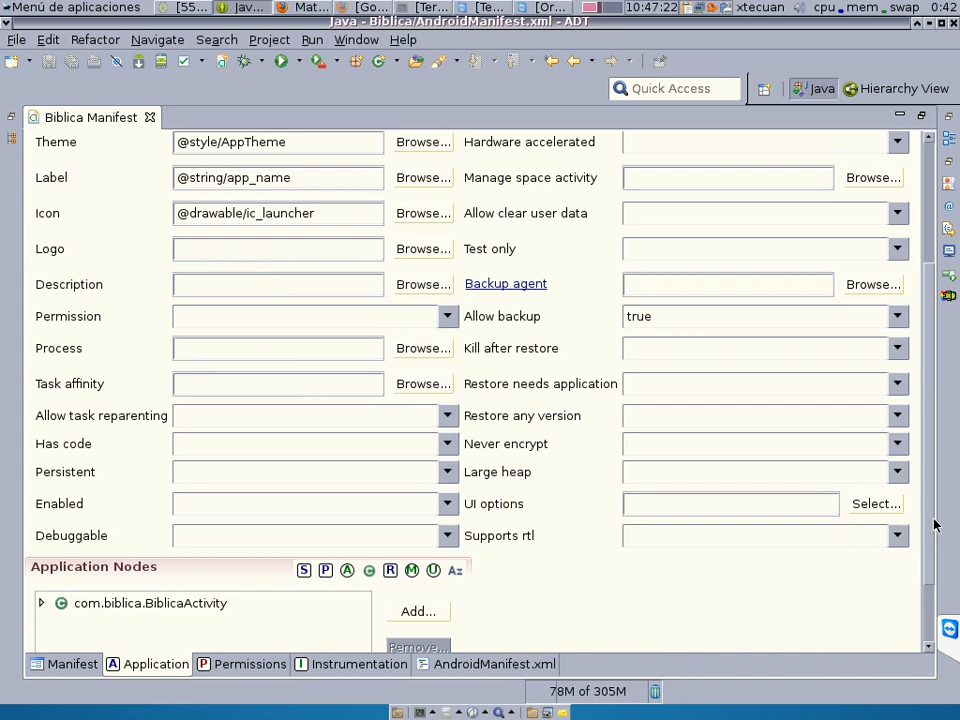 Menú de aplicaciones [55... Java... Mat... [Go... [Ter... [Te... [Or... 10:47:22 xtecuan cpu mem swap 0:42
Java - Biblica/AndroidManifest.xml - ADT
File Edit Refactor Navigate Search Project Run Window Help
Quick Access Java Hierarchy View
Biblica Manifest
Theme @style/AppTheme Browse... Hardware accelerated
Label @string/app_name Browse... Manage space activity Browse...
Icon @drawable/ic_launcher Browse... Allow clear user data
Logo Browse... Test only
Description Browse... Backup agent Browse...
Permission Allow backup true
Process Browse... Kill after restore
Task affinity Browse... Restore needs application
Allow task reparenting Restore any version
Has code Never encrypt
Persistent Large heap
Enabled UI options Select...
Debuggable Supports rtl
Application Nodes S P A C R M U Az
C com.biblica.BiblicaActivity Add...
Remove...
Manifest A Application P Permissions I Instrumentation AndroidManifest.xml
78M of 305M